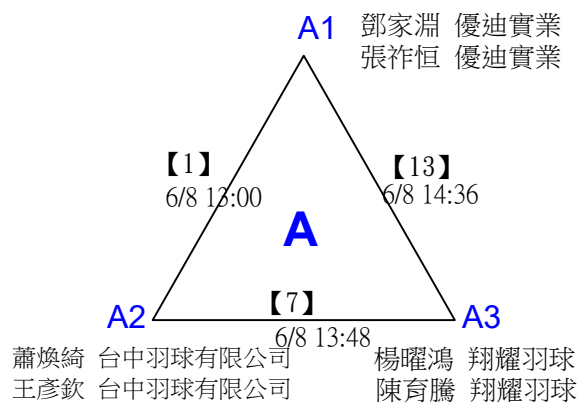 A1 鄧家淵 優迪實業
張祚恒 優迪實業
【1】
6/8 13:00
【13】
6/8 14:36
A
【7】
6/8 13:48
A2
A3
蕭煥綺 台中羽球有限公司
王彥欽 台中羽球有限公司
楊曜鴻 翔耀羽球
陳育騰 翔耀羽球